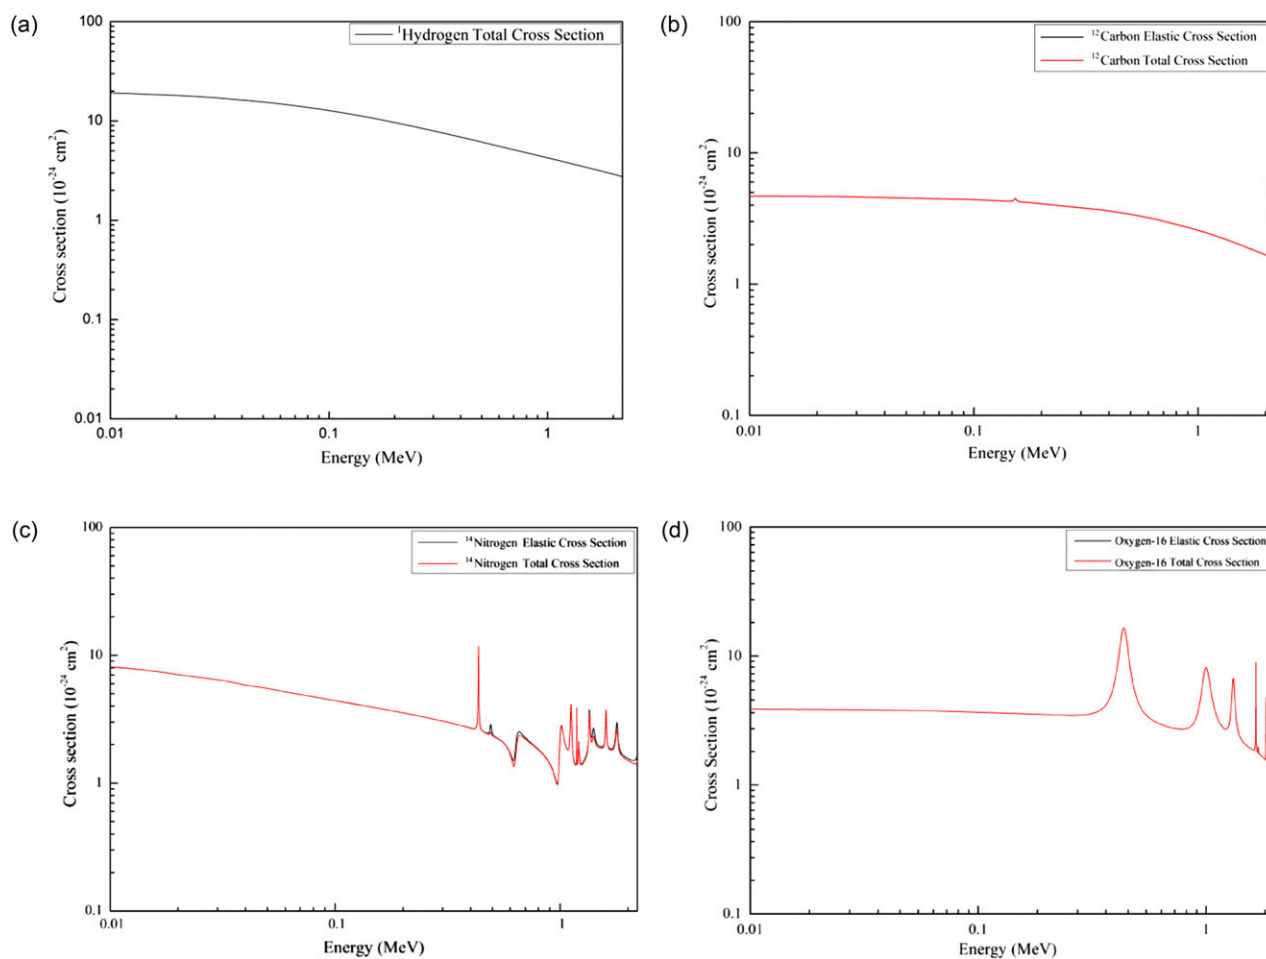 (a)
100
10
1
0.1
0.01
Cross section (10⁻²⁴ cm²)
¹Hydrogen Total Cross Section
0.01 0.1 1
Energy (MeV)
(b)
100
10
1
0.1
Cross section (10⁻²⁴ cm²)
¹²Carbon Elastic Cross Section
¹²Carbon Total Cross Section
0.01 0.1 1
Energy (MeV)
(c)
100
10
1
0.1
Cross section (10⁻²⁴ cm²)
¹⁴Nitrogen Elastic Cross Section
¹⁴Nitrogen Total Cross Section
0.01 0.1 1
Energy (MeV)
(d)
100
10
1
0.1
Cross Section (10⁻²⁴ cm²)
Oxygen-16 Elastic Cross Section
Oxygen-16 Total Cross Section
0.01 0.1 1
Energy (MeV)